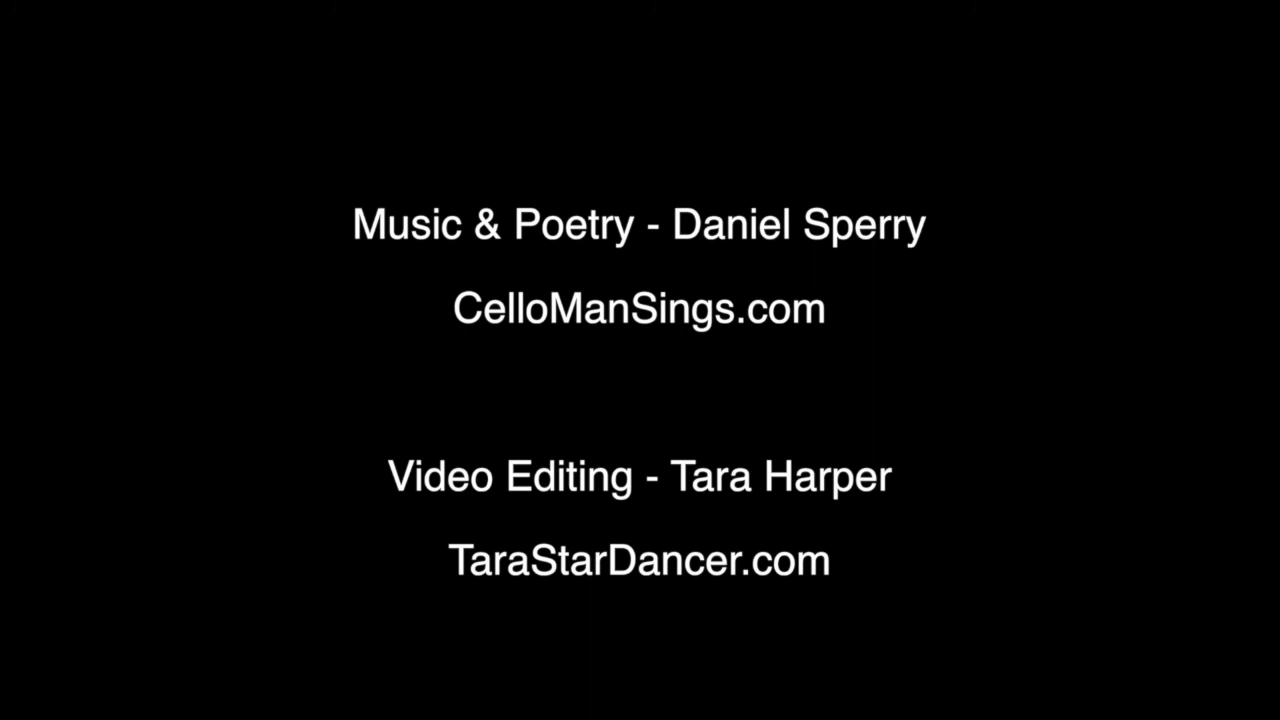 Music & Poetry - Daniel Sperry
CelloManSings.com
Video Editing - Tara Harper
TaraStarDancer.com